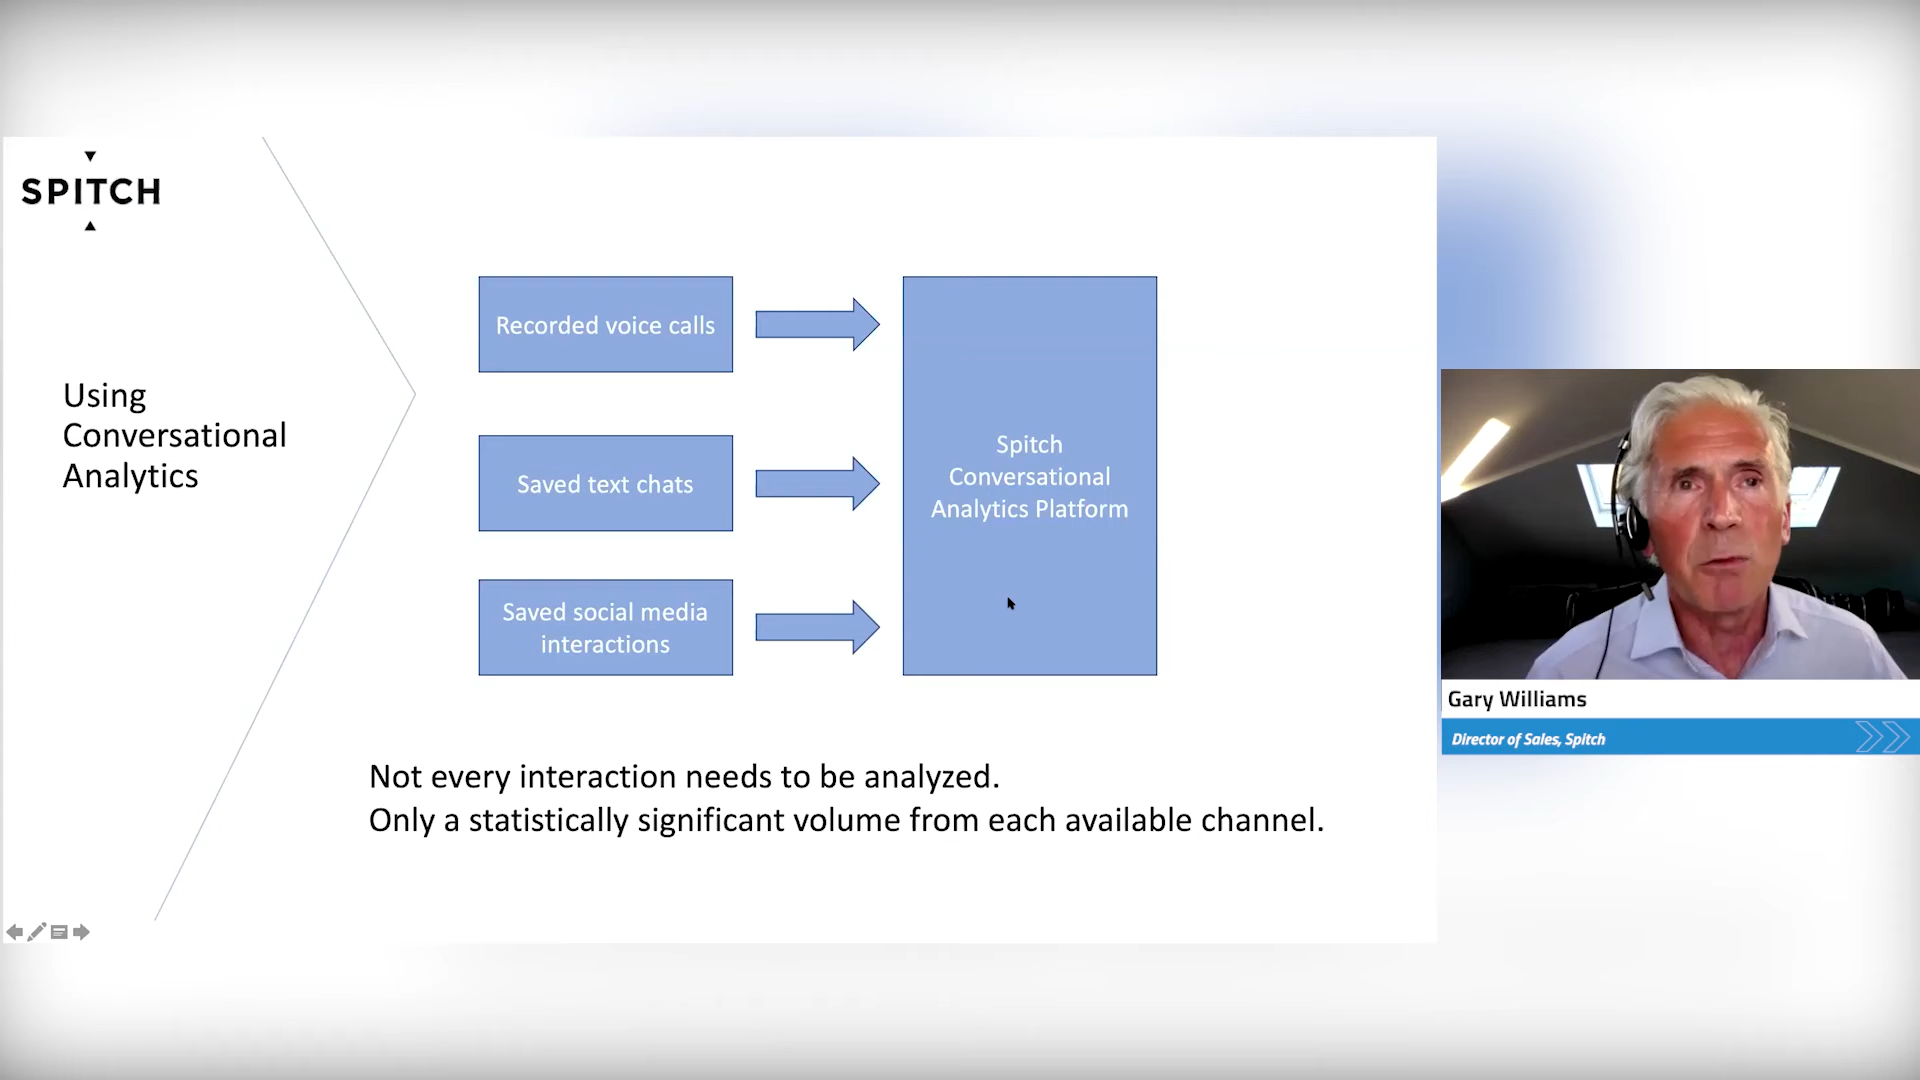 SPITCH
Using
Conversational
Analytics
Recorded voice calls
Saved text chats
Saved social media
interactions
Spitch
Conversational
Analytics Platform
Not every interaction needs to be analyzed.
Only a statistically significant volume from each available channel.
Gary Williams
Director of Sales, Spitch